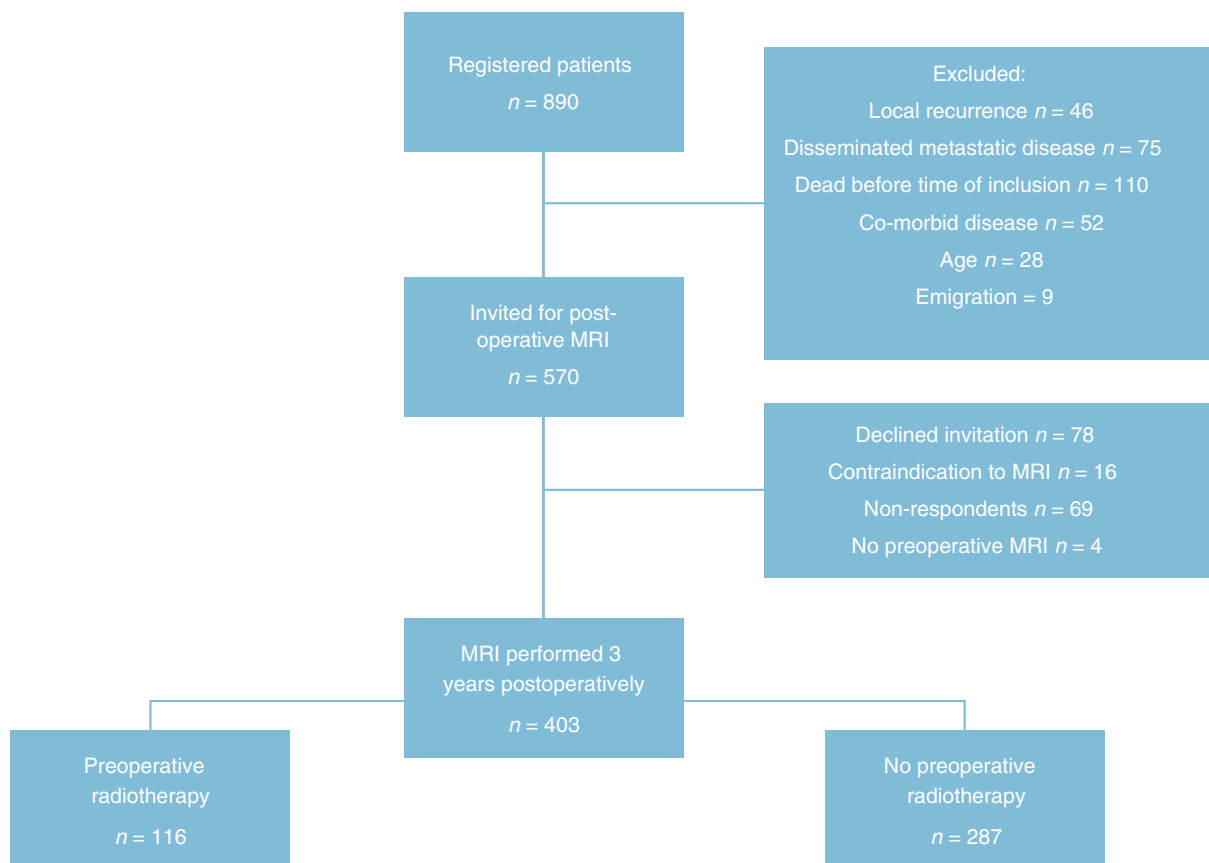 Registered patients
n = 890
Excluded:
Local recurrence n = 46
Disseminated metastatic disease n = 75
Dead before time of inclusion n = 110
Co-morbid disease n = 52
Age n = 28
Emigration = 9
Invited for post-
operative MRI
n = 570
Declined invitation n = 78
Contraindication to MRI n = 16
Non-respondents n = 69
No preoperative MRI n = 4
MRI performed 3
years postoperatively
n = 403
Preoperative
radiotherapy
n = 116
No preoperative
radiotherapy
n = 287